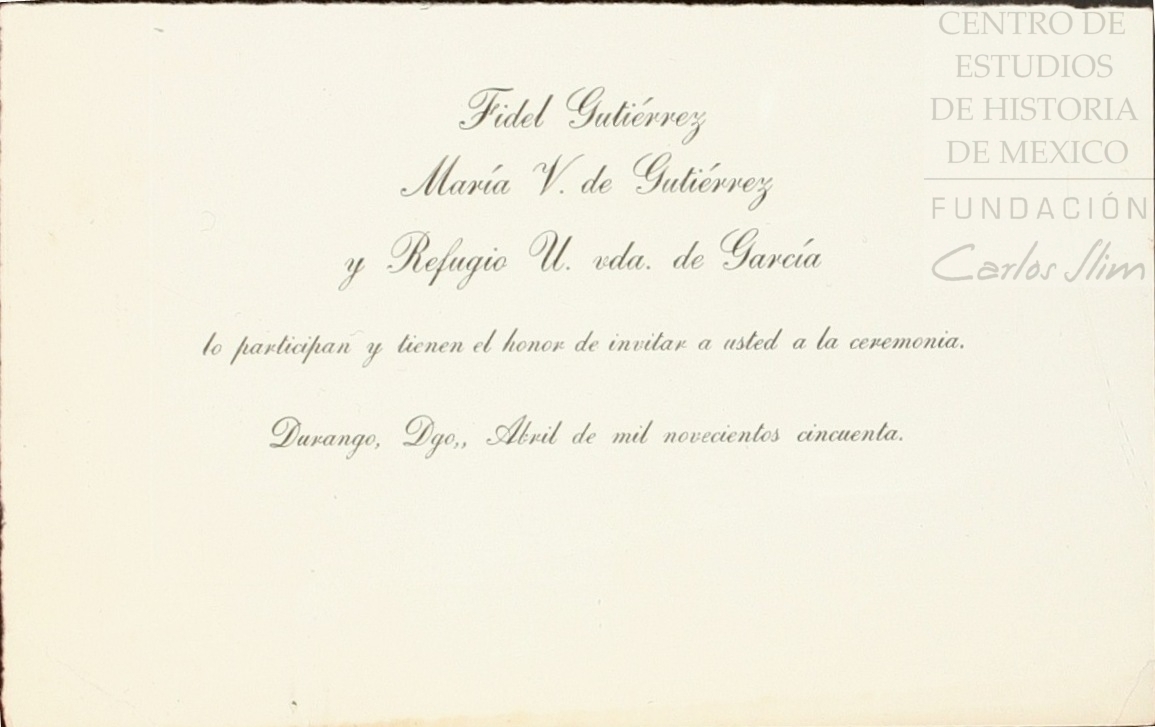 CENTRO DE
ESTUDIOS
DE HISTORIA
DE MEXICO
FUNDACIÓN
Carlos Slim
Fidel Gutiérrez
María V. de Gutiérrez
y Refugio U. vda. de García
lo participan y tienen el honor de invitar a usted a la ceremonia.
Durango, Dgo,, Abril de mil novecientos cincuenta.